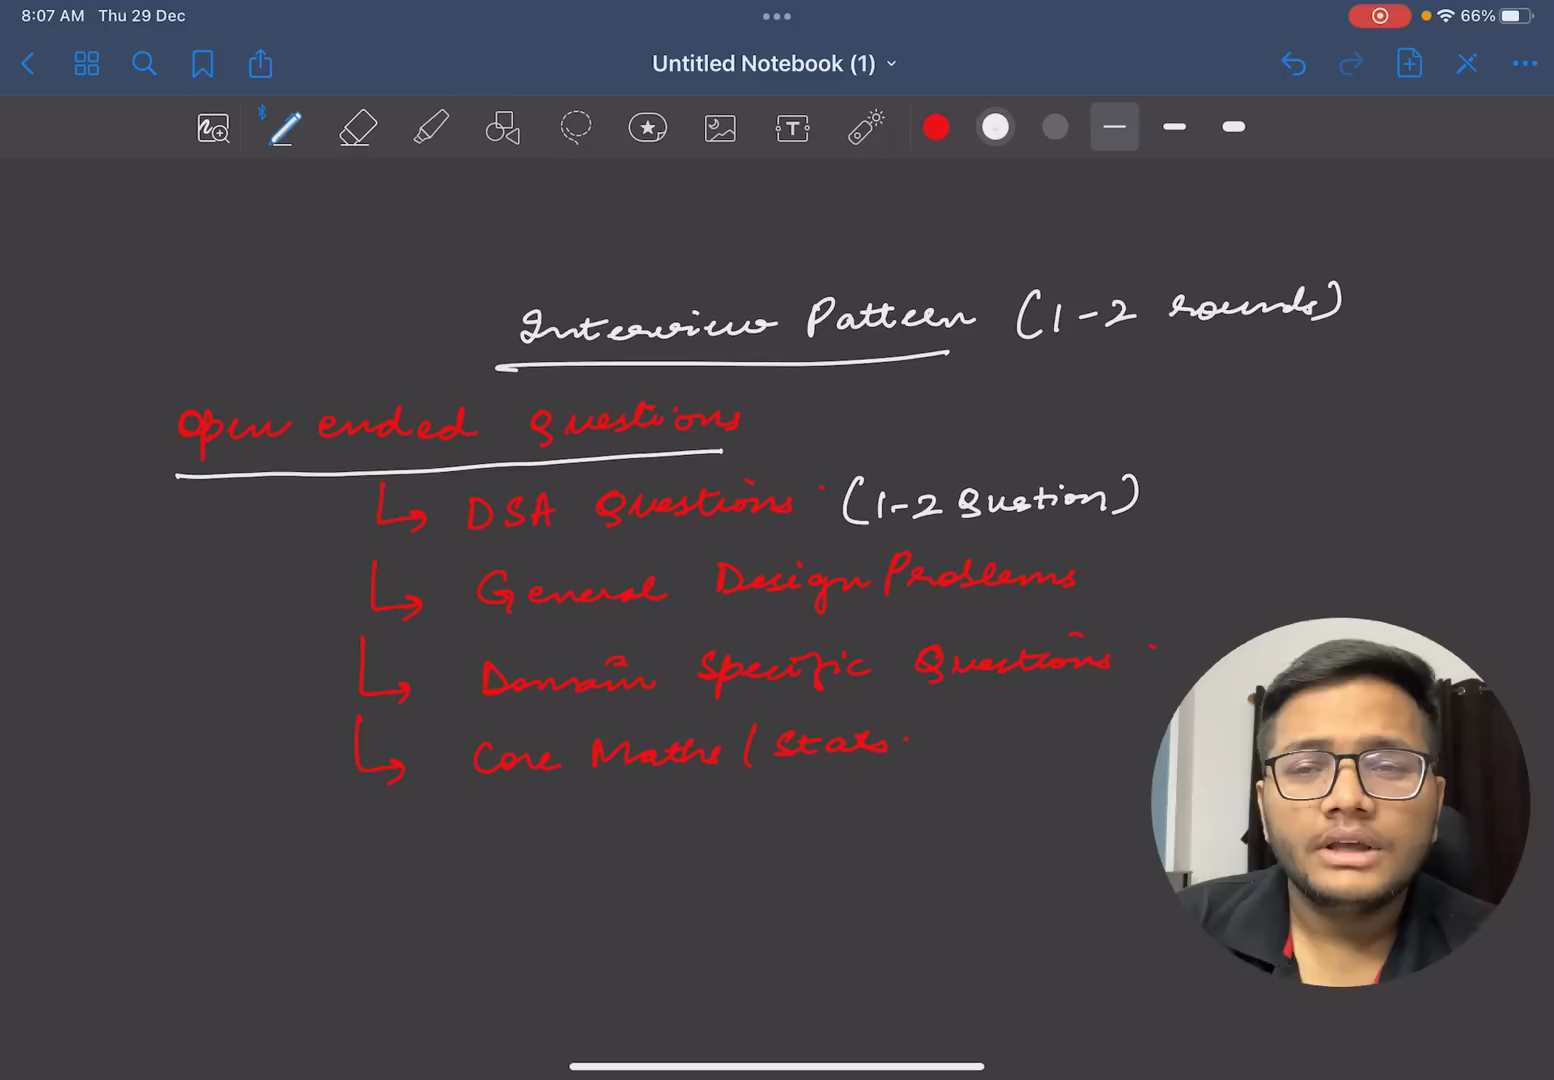 8:07 AM Thu 29 Dec
66%
Untitled Notebook (1)
T
Interview Pattern (1-2 rounds)
Open ended Questions
DSA Questions (1-2 Qustion)
General Design Problems
Domain Specific Questions
Core Maths / Stats.